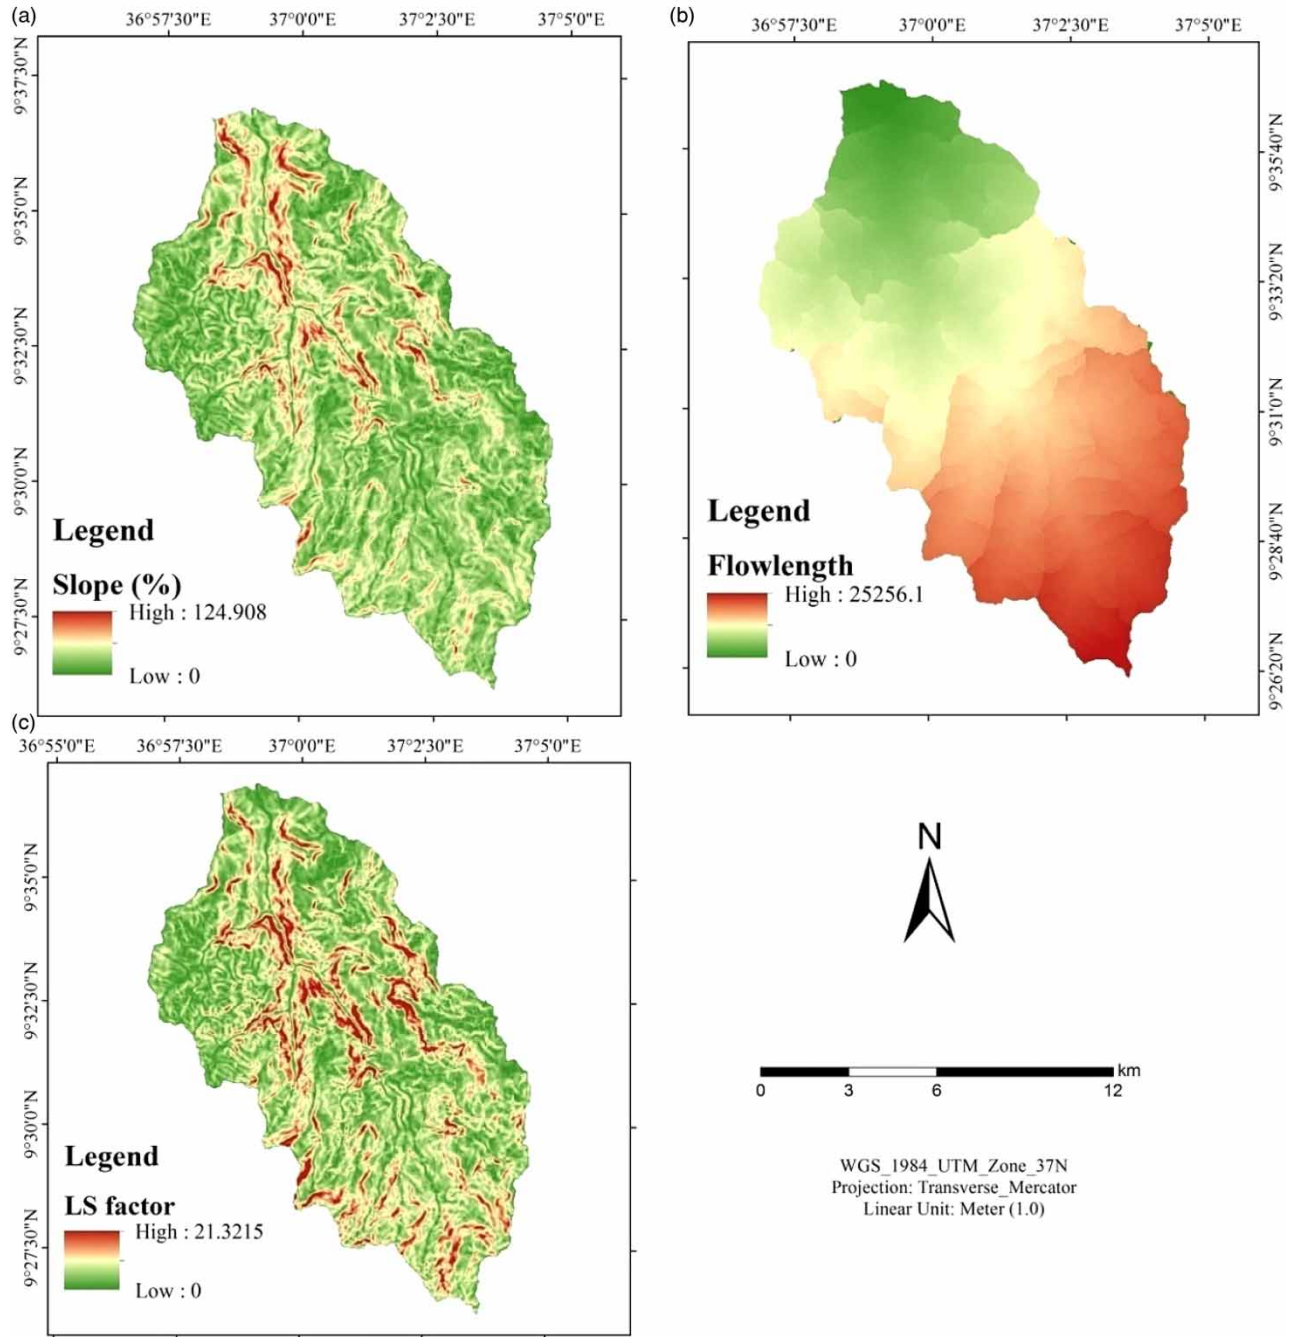 (a)
36°57'30"E 37°0'0"E 37°2'30"E 37°5'0"E
9°37'30"N
9°35'0"N
9°32'30"N
9°30'0"N
9°27'30"N
Legend
Slope (%)
High : 124.908
Low : 0
(b)
36°57'30"E 37°0'0"E 37°2'30"E 37°5'0"E
9°35'40"N
9°33'20"N
9°31'0"N
9°28'40"N
9°26'20"N
Legend
Flowlength
High : 25256.1
Low : 0
(c)
36°55'0"E 36°57'30"E 37°0'0"E 37°2'30"E 37°5'0"E
9°35'0"N
9°32'30"N
9°30'0"N
9°27'30"N
Legend
LS factor
High : 21.3215
Low : 0
N
km
0 3 6 12
WGS_1984_UTM_Zone_37N
Projection: Transverse_Mercator
Linear Unit: Meter (1.0)